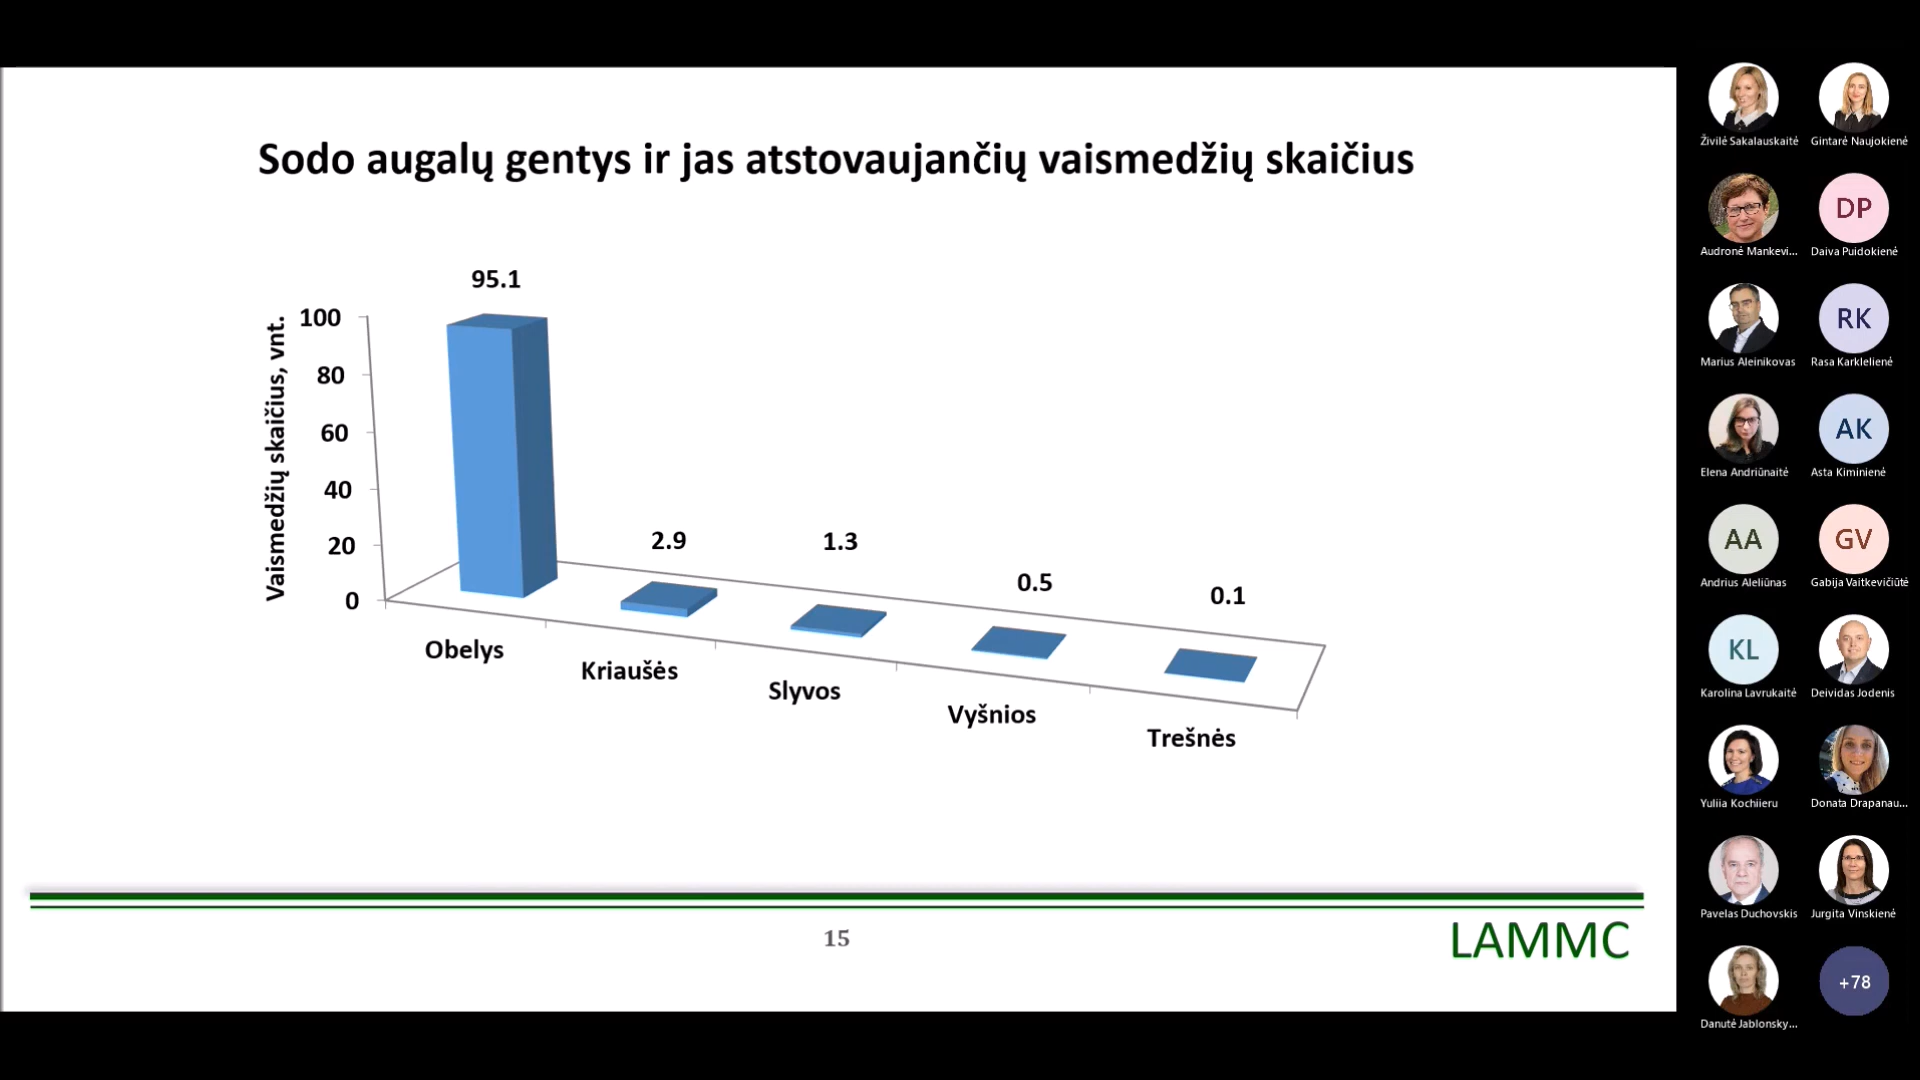 Sodo augalų gentys ir jas atstovaujančių vaismedžių skaičius
Vaismedžių skaičius, vnt.
100
80
60
40
20
0
95.1
2.9
1.3
0.5
0.1
Obelys
Kriaušės
Slyvos
Vyšnios
Trešnės
15
LAMMC
Živilė Sakalauskaitė
Gintarė Naujokienė
Audronė Mankevi...
DP
Daiva Puidokienė
Marius Aleinikovas
RK
Rasa Karklelienė
Elena Andriūnaitė
AK
Asta Kiminienė
AA
Andrius Aleliūnas
GV
Gabija Vaitkevičiūtė
KL
Karolina Lavrukaitė
Deividas Jodenis
Yuliia Kochiieru
Donata Drapanau...
Pavelas Duchovskis
Jurgita Vinskienė
Danutė Jablonsky...
+78